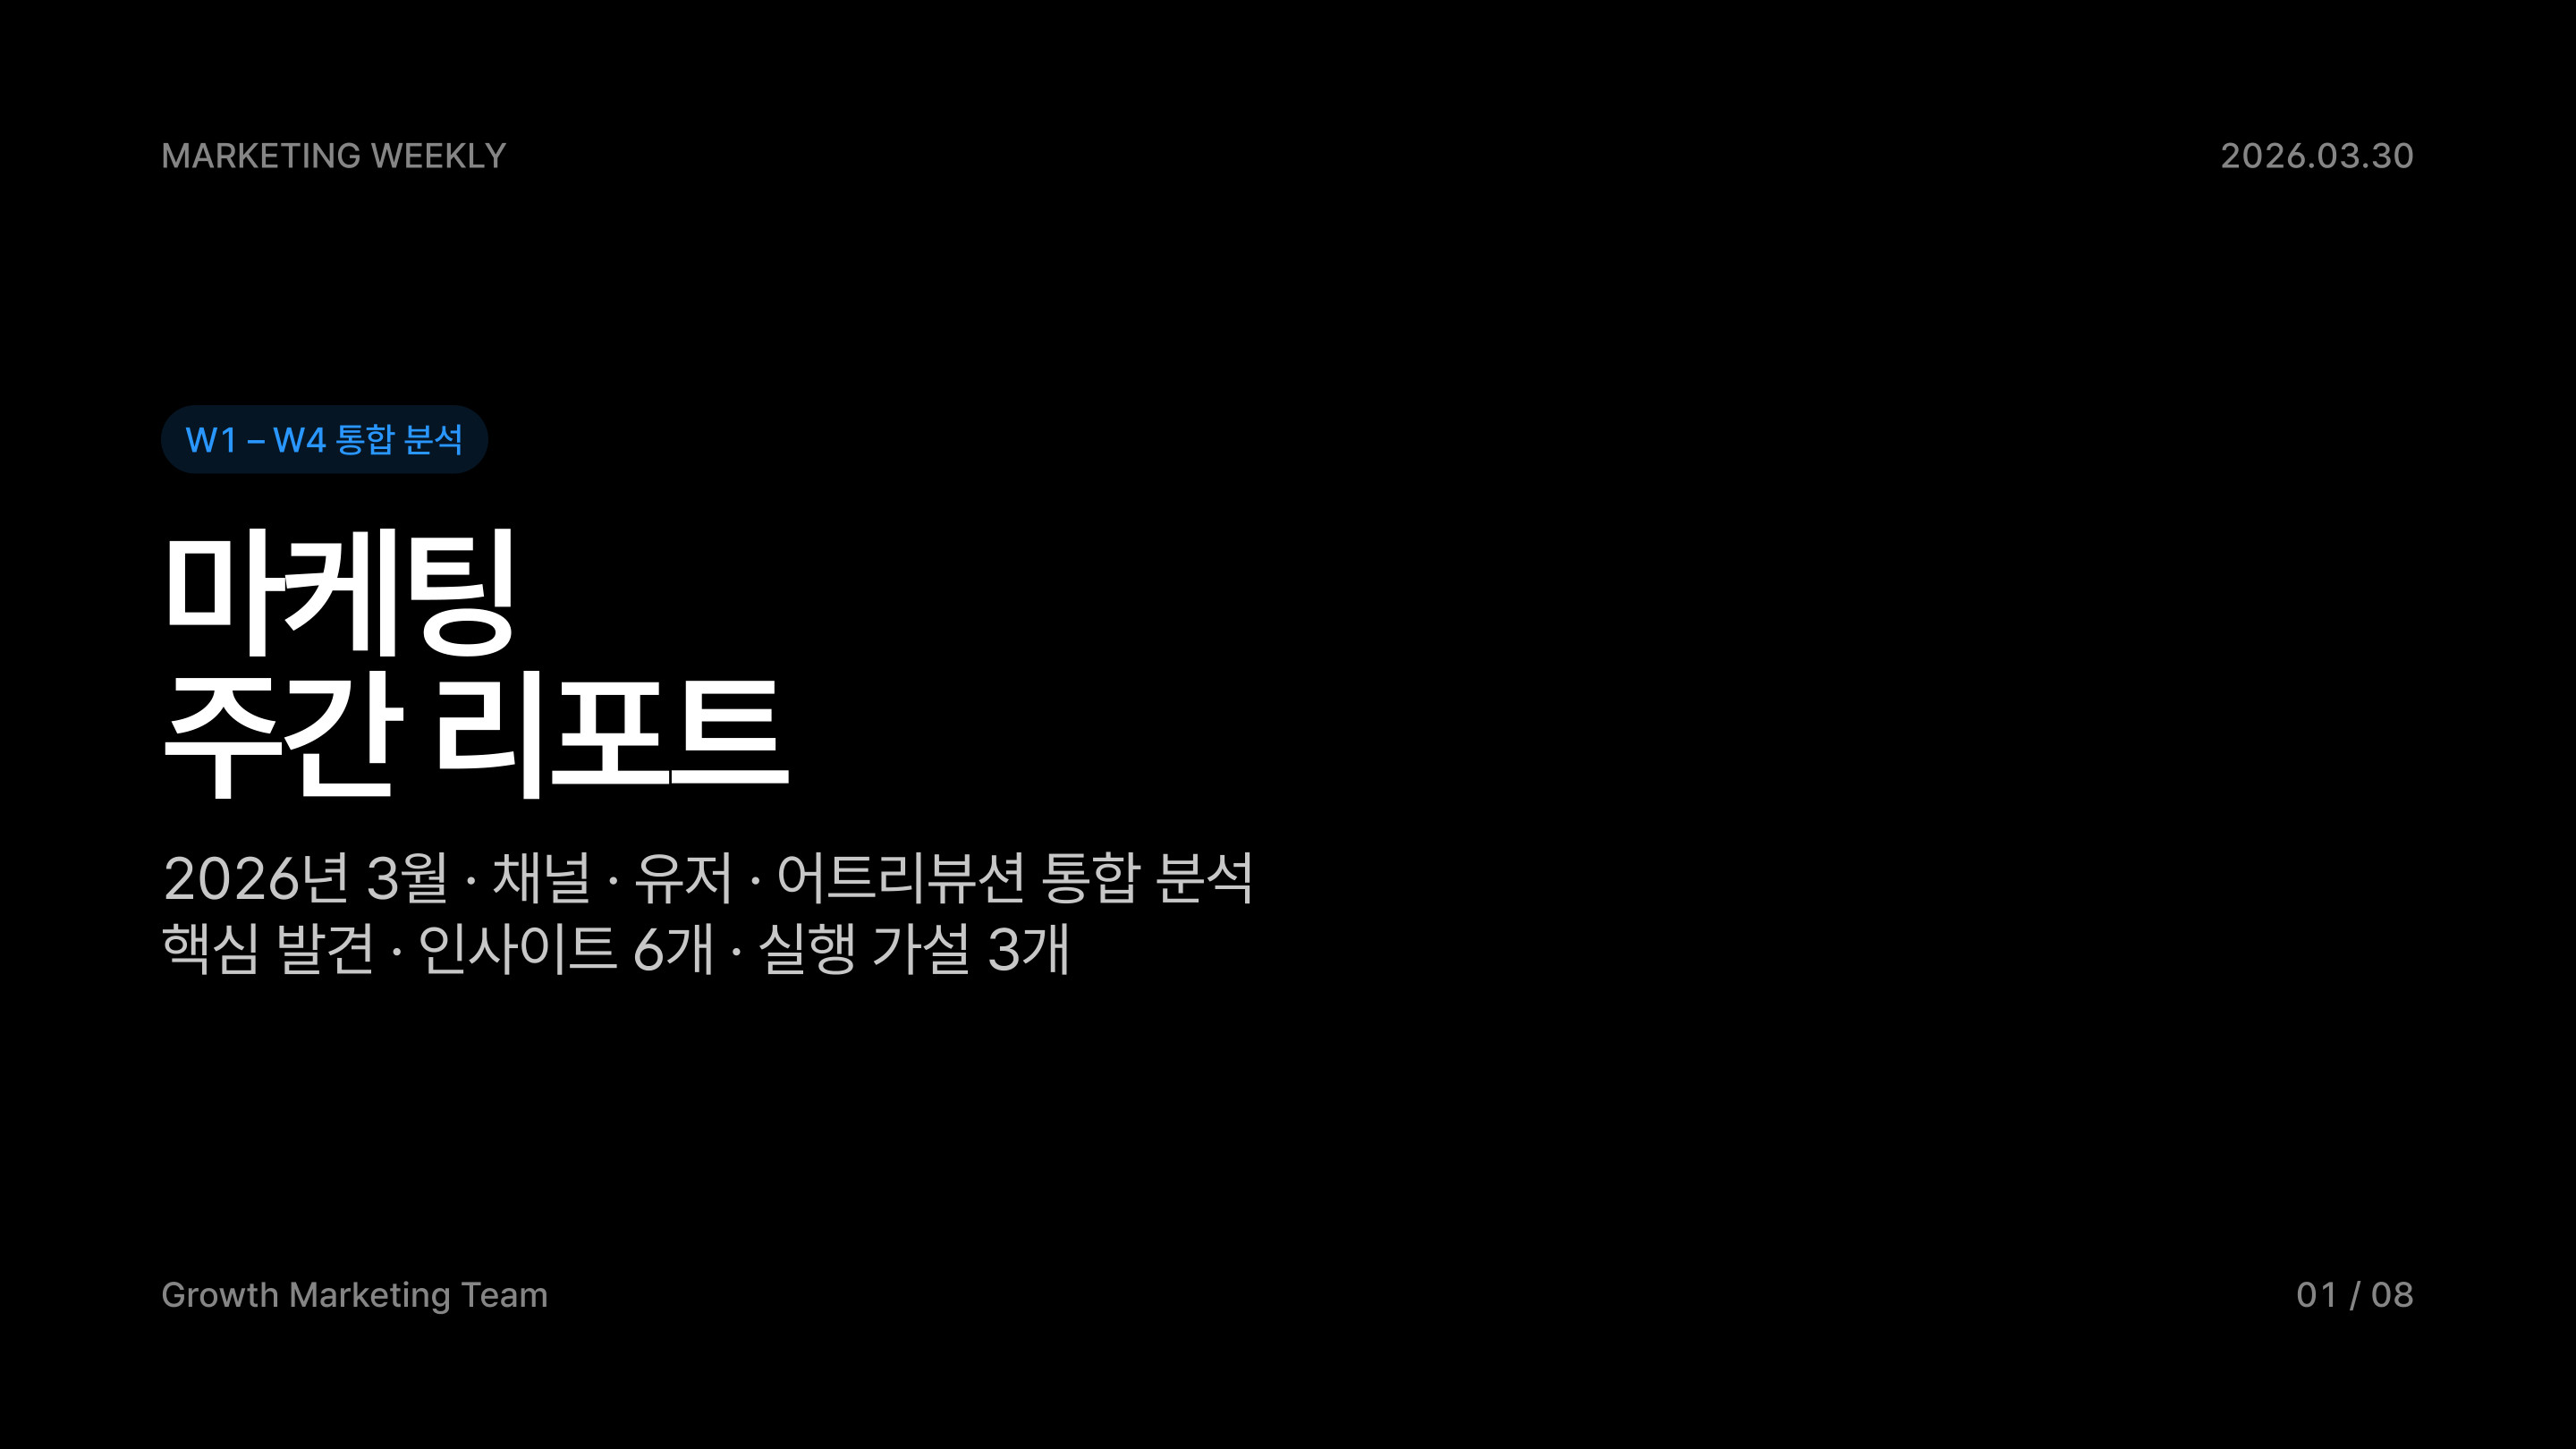 MARKETING WEEKLY
2026.03.30
W1 – W4 통합 분석
마케팅
주간 리포트
2026년 3월 · 채널 · 유저 · 어트리뷰션 통합 분석
핵심 발견 · 인사이트 6개 · 실행 가설 3개
Growth Marketing Team
01 / 08